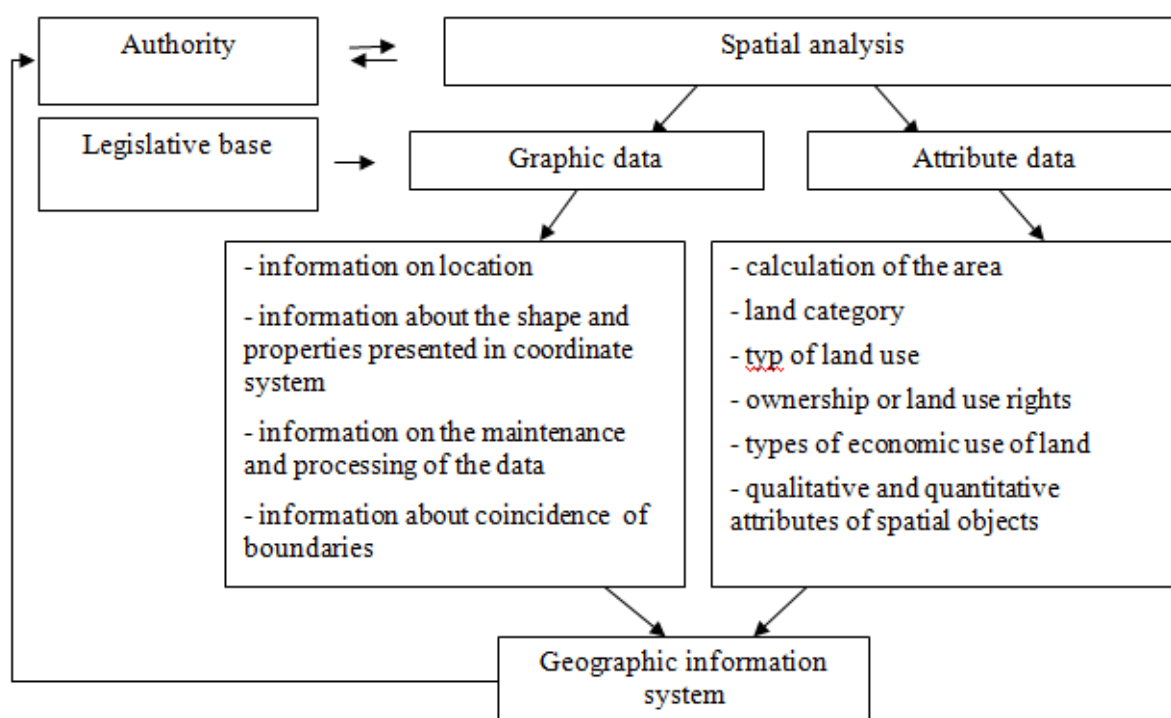 Authority
Spatial analysis
Legislative base
Graphic data
Attribute data
- information on location
- information about the shape and
properties presented in coordinate
system
- information on the maintenance
and processing of the data
- information about coincidence of
boundaries
- calculation of the area
- land category
- typ of land use
- ownership or land use rights
- types of economic use of land
- qualitative and quantitative
attributes of spatial objects
Geographic information
system